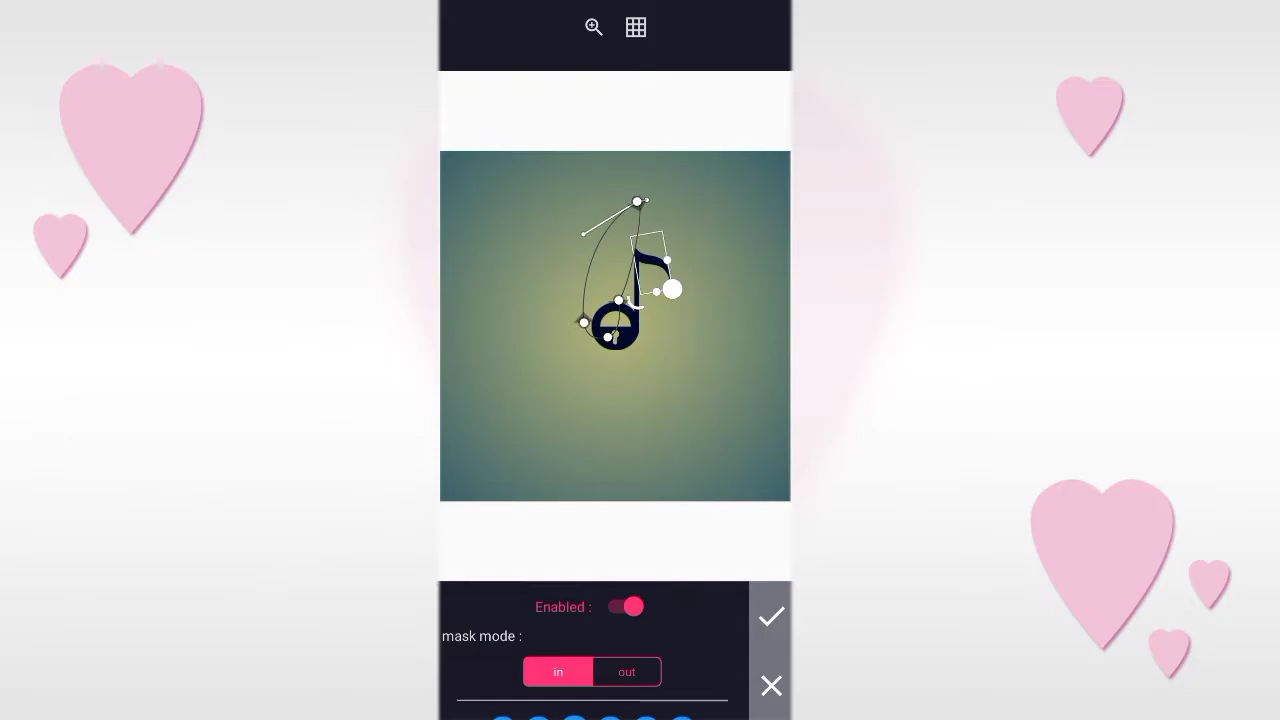 Enabled :
mask mode :
in
out